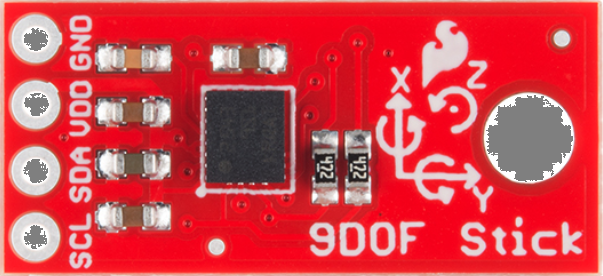 GND
VDD
SDA
SCL
X
Z
Y
472
472
9DOF Stick